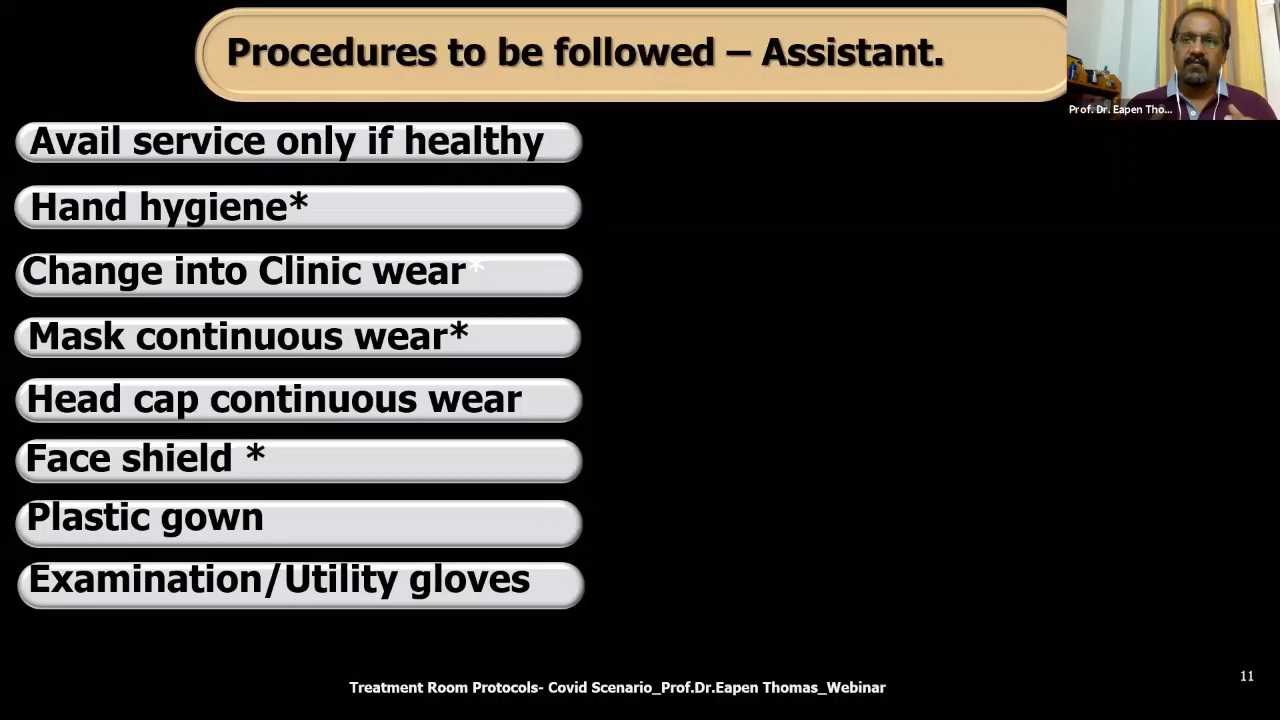 Procedures to be followed – Assistant.
Prof. Dr. Eapen Tho...
Avail service only if healthy
Hand hygiene*
Change into Clinic wear*
Mask continuous wear*
Head cap continuous wear
Face shield *
Plastic gown
Examination/Utility gloves
Treatment Room Protocols- Covid Scenario_Prof.Dr.Eapen Thomas_Webinar
11